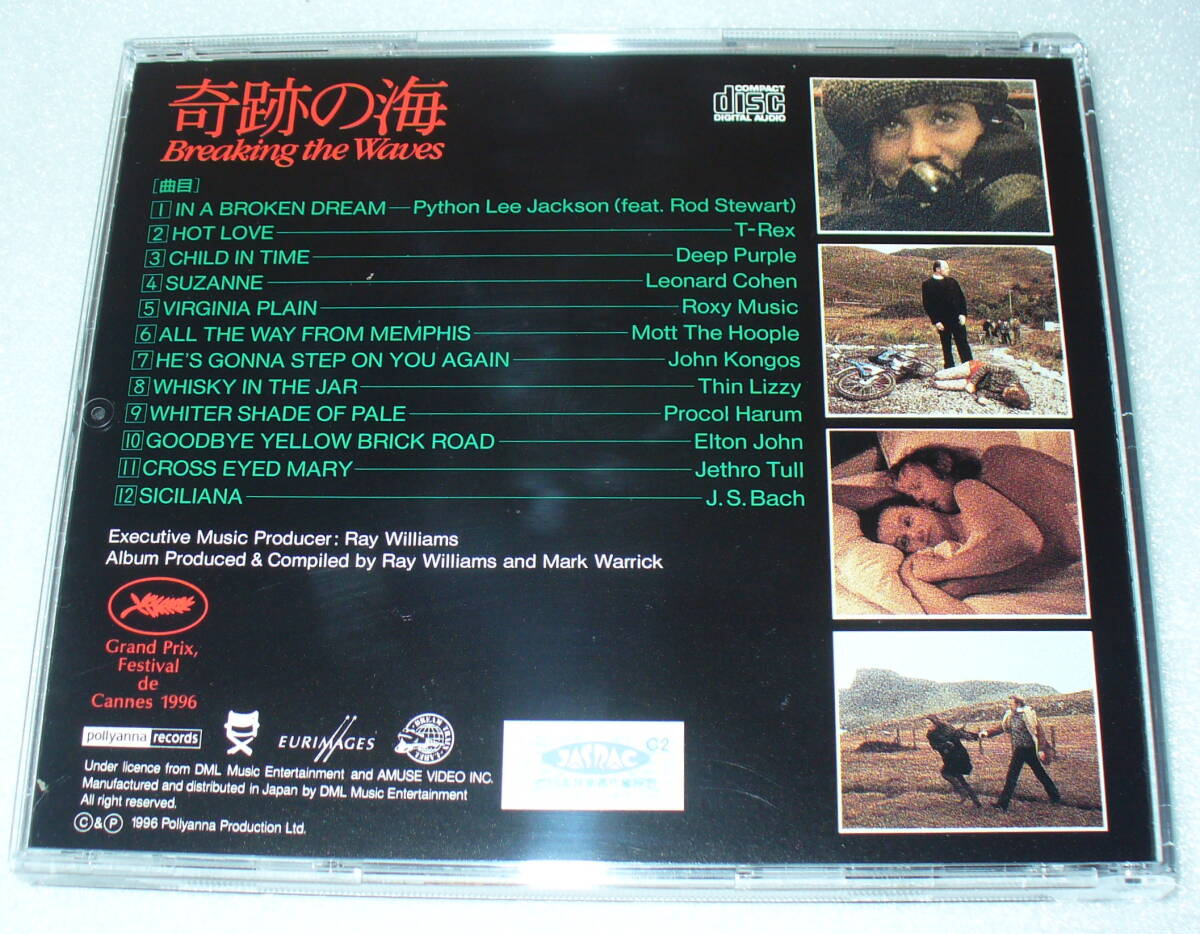 奇跡の海
Breaking the Waves
COMPACT
disc
DIGITAL AUDIO
[曲目]
1 IN A BROKEN DREAM—Python Lee Jackson (feat. Rod Stewart)
2 HOT LOVE—T-Rex
3 CHILD IN TIME—Deep Purple
4 SUZANNE—Leonard Cohen
5 VIRGINIA PLAIN—Roxy Music
6 ALL THE WAY FROM MEMPHIS—Mott The Hoople
7 HE'S GONNA STEP ON YOU AGAIN—John Kongos
8 WHISKY IN THE JAR—Thin Lizzy
9 WHITER SHADE OF PALE—Procol Harum
10 GOODBYE YELLOW BRICK ROAD—Elton John
11 CROSS EYED MARY—Jethro Tull
12 SICILIANA—J.S.Bach
Executive Music Producer: Ray Williams
Album Produced & Compiled by Ray Williams and Mark Warrick
Grand Prix,
Festival
de
Cannes 1996
pollyanna records
EURIMAGES
DREAM TRAIN LABEL
JASRAC
C2
Under licence from DML Music Entertainment and AMUSE VIDEO INC.
Manufactured and distributed in Japan by DML Music Entertainment
All right reserved.
Ⓒ&Ⓟ 1996 Pollyanna Production Ltd.